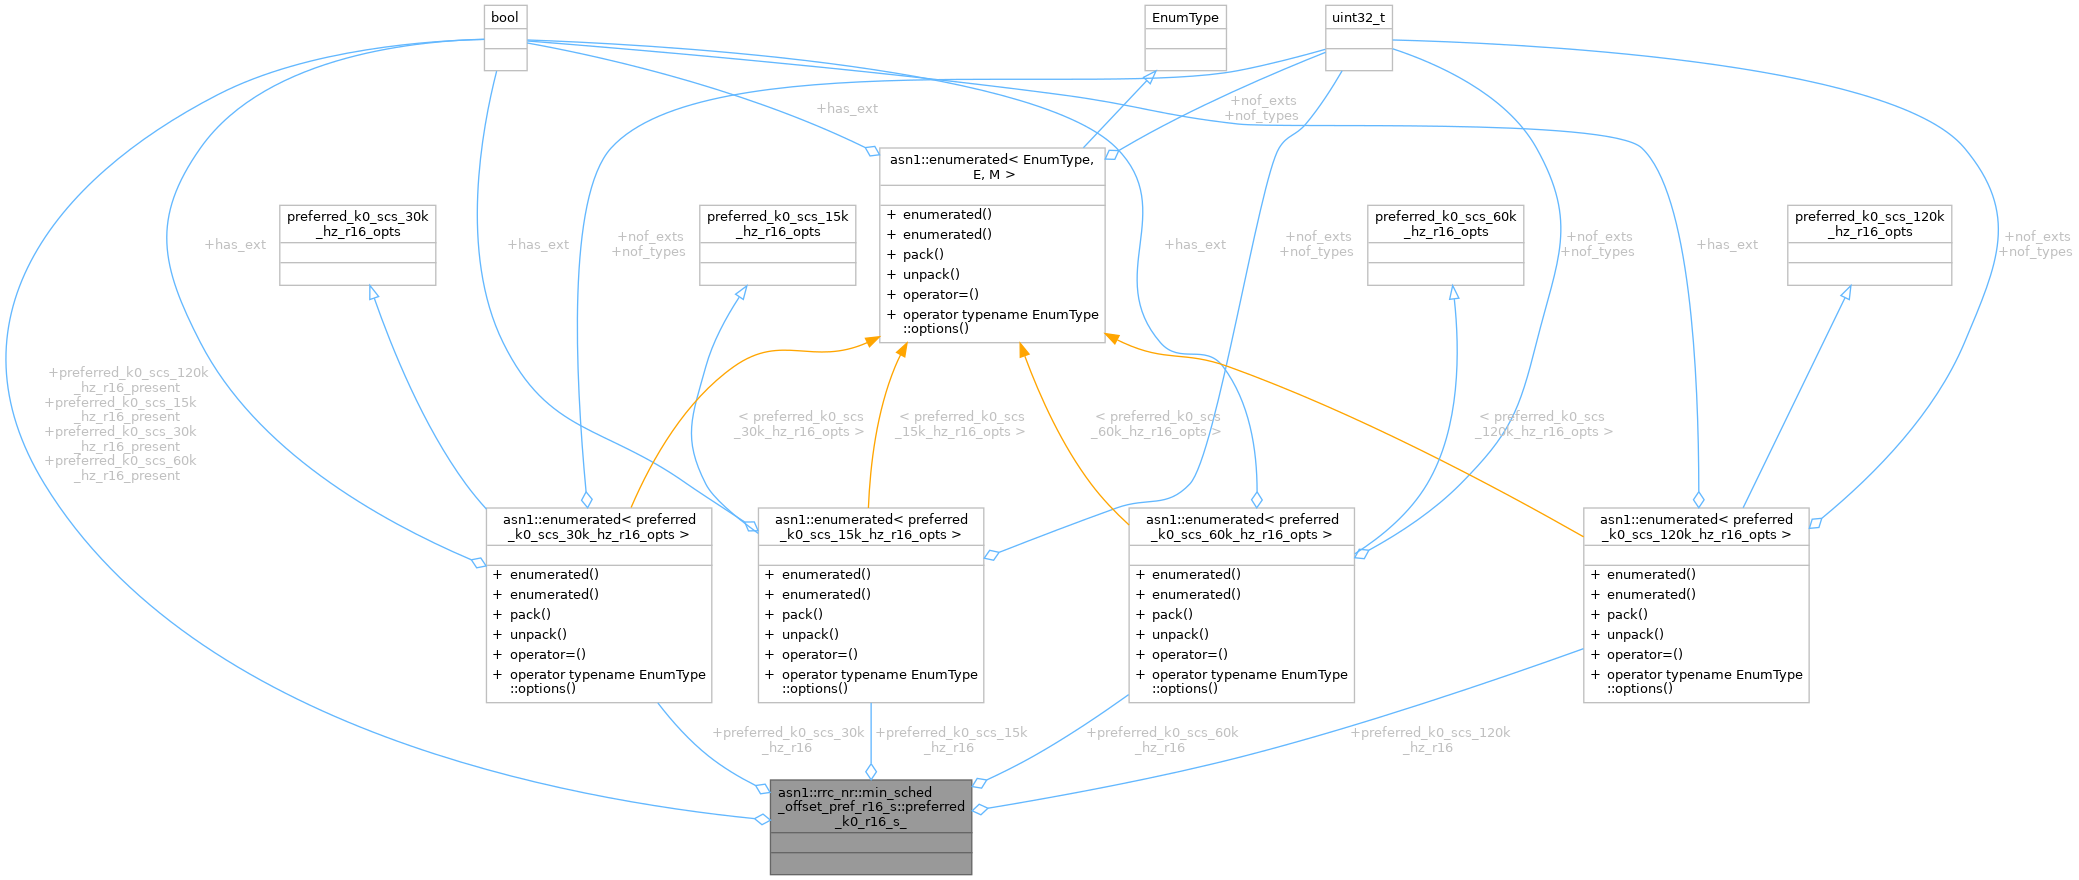 bool
EnumType
uint32_t
+has_ext
+nof_exts
+nof_types
asn1::enumerated< EnumType,
E, M >
+ enumerated()
+ enumerated()
+ pack()
+ unpack()
+ operator=()
+ operator typename EnumType
::options()
preferred_k0_scs_30k
_hz_r16_opts
preferred_k0_scs_15k
_hz_r16_opts
preferred_k0_scs_60k
_hz_r16_opts
preferred_k0_scs_120k
_hz_r16_opts
+has_ext
+has_ext
+nof_exts
+nof_types
+has_ext
+nof_exts
+nof_types
+nof_exts
+nof_types
+has_ext
+nof_exts
+nof_types
+preferred_k0_scs_120k
_hz_r16_present
+preferred_k0_scs_15k
_hz_r16_present
+preferred_k0_scs_30k
_hz_r16_present
+preferred_k0_scs_60k
_hz_r16_present
< preferred_k0_scs
_30k_hz_r16_opts >
< preferred_k0_scs
_15k_hz_r16_opts >
< preferred_k0_scs
_60k_hz_r16_opts >
< preferred_k0_scs
_120k_hz_r16_opts >
asn1::enumerated< preferred
_k0_scs_30k_hz_r16_opts >
+ enumerated()
+ enumerated()
+ pack()
+ unpack()
+ operator=()
+ operator typename EnumType
::options()
asn1::enumerated< preferred
_k0_scs_15k_hz_r16_opts >
+ enumerated()
+ enumerated()
+ pack()
+ unpack()
+ operator=()
+ operator typename EnumType
::options()
asn1::enumerated< preferred
_k0_scs_60k_hz_r16_opts >
+ enumerated()
+ enumerated()
+ pack()
+ unpack()
+ operator=()
+ operator typename EnumType
::options()
asn1::enumerated< preferred
_k0_scs_120k_hz_r16_opts >
+ enumerated()
+ enumerated()
+ pack()
+ unpack()
+ operator=()
+ operator typename EnumType
::options()
+preferred_k0_scs_30k
_hz_r16
+preferred_k0_scs_15k
_hz_r16
+preferred_k0_scs_60k
_hz_r16
+preferred_k0_scs_120k
_hz_r16
asn1::rrc_nr::min_sched
_offset_pref_r16_s::preferred
_k0_r16_s_